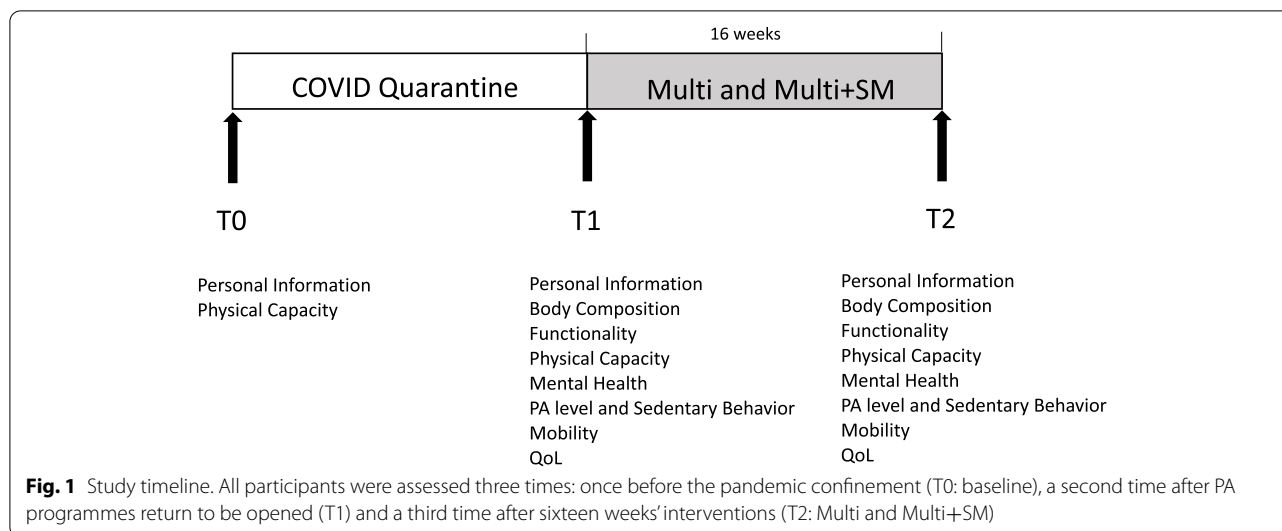 16 weeks
COVID Quarantine
Multi and Multi+SM
T0
T1
T2
Personal Information
Physical Capacity
Personal Information
Body Composition
Functionality
Physical Capacity
Mental Health
PA level and Sedentary Behavior
Mobility
QoL
Personal Information
Body Composition
Functionality
Physical Capacity
Mental Health
PA level and Sedentary Behavior
Mobility
QoL
Fig. 1 Study timeline. All participants were assessed three times: once before the pandemic confinement (T0: baseline), a second time after PA
programmes return to be opened (T1) and a third time after sixteen weeks’ interventions (T2: Multi and Multi+SM)